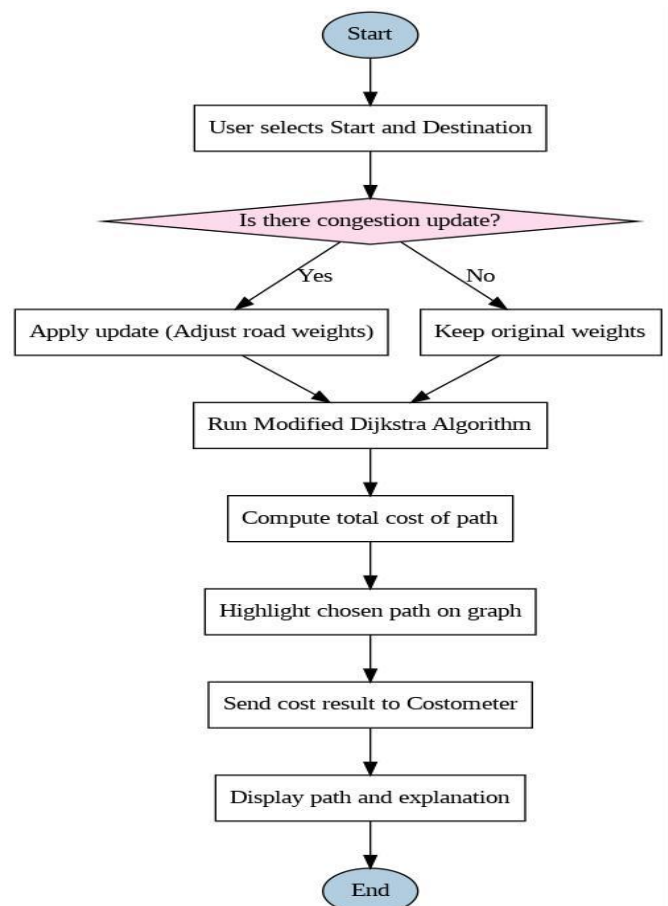 Start
User selects Start and Destination
Is there congestion update?
Yes
No
Apply update (Adjust road weights)
Keep original weights
Run Modified Dijkstra Algorithm
Compute total cost of path
Highlight chosen path on graph
Send cost result to Costometer
Display path and explanation
End